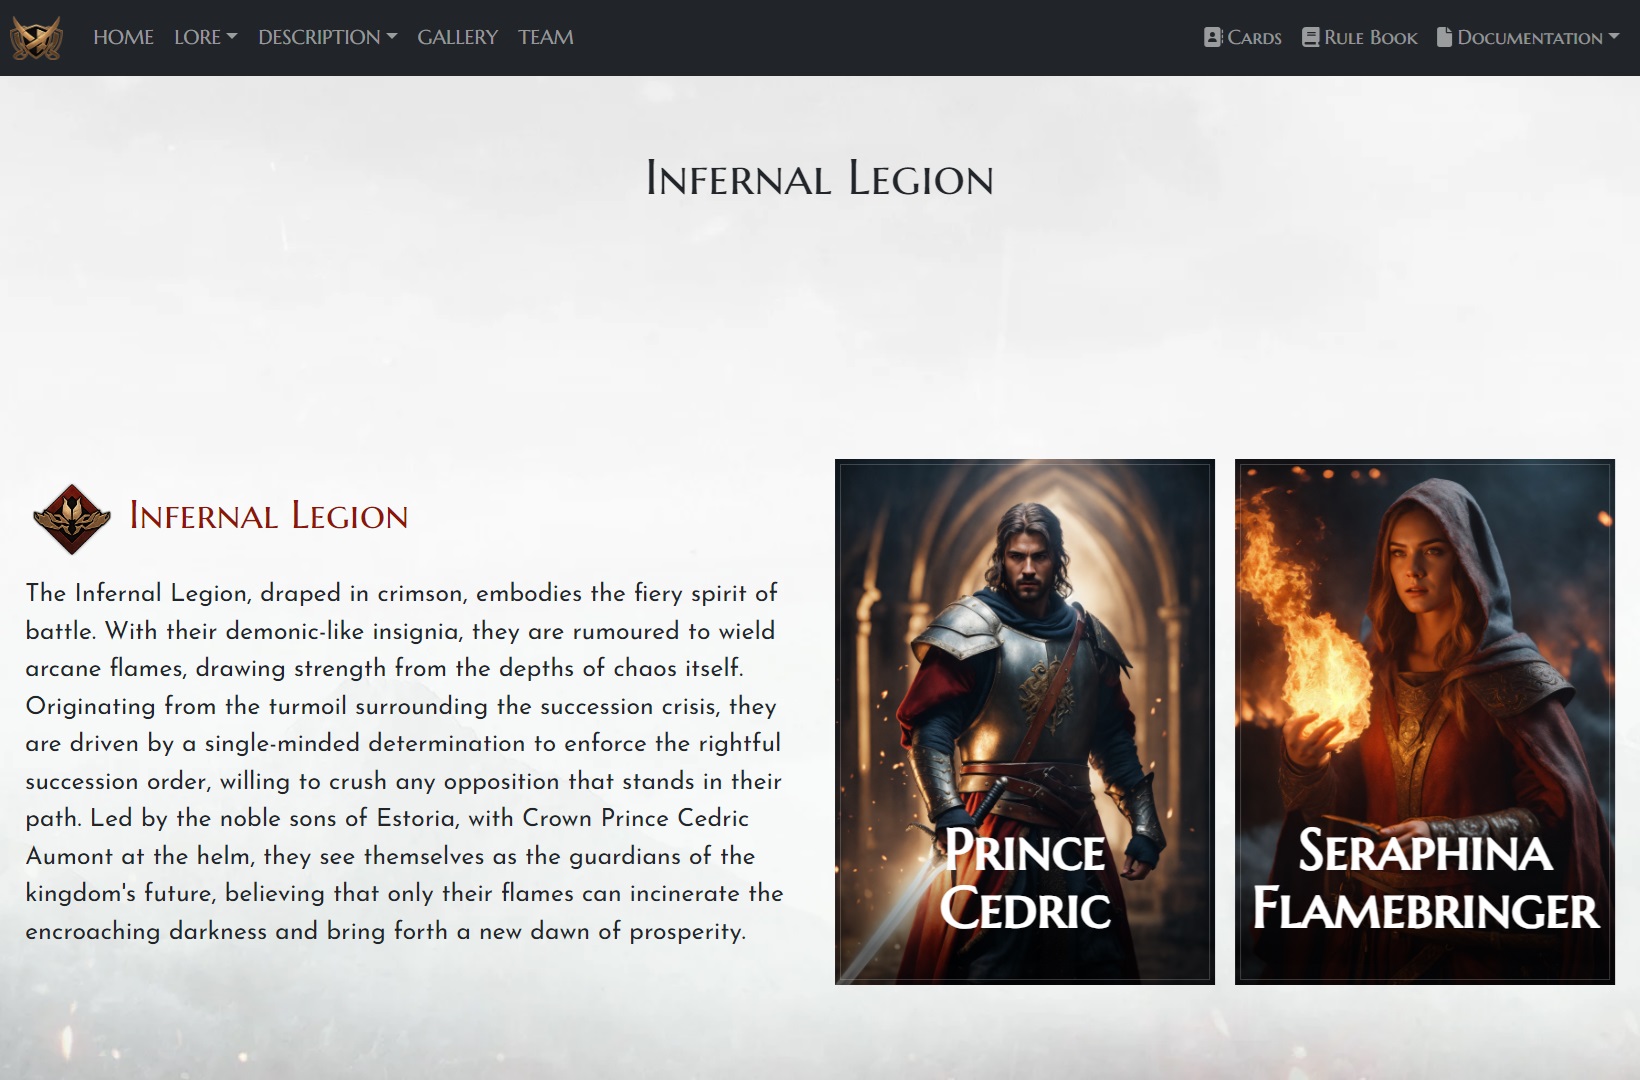 HOME LORE DESCRIPTION GALLERY TEAM Cards Rule Book Documentation
Infernal Legion
Infernal Legion
The Infernal Legion, draped in crimson, embodies the fiery spirit of
battle. With their demonic-like insignia, they are rumoured to wield
arcane flames, drawing strength from the depths of chaos itself.
Originating from the turmoil surrounding the succession crisis, they
are driven by a single-minded determination to enforce the rightful
succession order, willing to crush any opposition that stands in their
path. Led by the noble sons of Estoria, with Crown Prince Cedric
Aumont at the helm, they see themselves as the guardians of the
kingdom's future, believing that only their flames can incinerate the
encroaching darkness and bring forth a new dawn of prosperity.
Prince
Cedric
Seraphina
Flamebringer